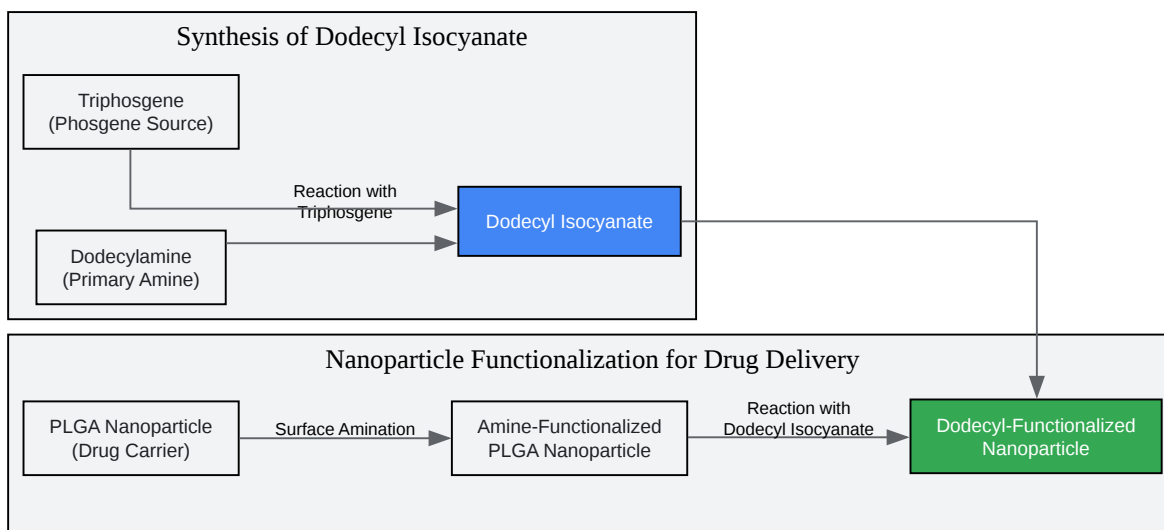 Synthesis of Dodecyl Isocyanate
Triphosgene
(Phosgene Source)
Reaction with
Triphosgene
Dodecyl Isocyanate
Dodecylamine
(Primary Amine)
Nanoparticle Functionalization for Drug Delivery
PLGA Nanoparticle
(Drug Carrier)
Surface Amination
Amine-Functionalized
PLGA Nanoparticle
Reaction with
Dodecyl Isocyanate
Dodecyl-Functionalized
Nanoparticle